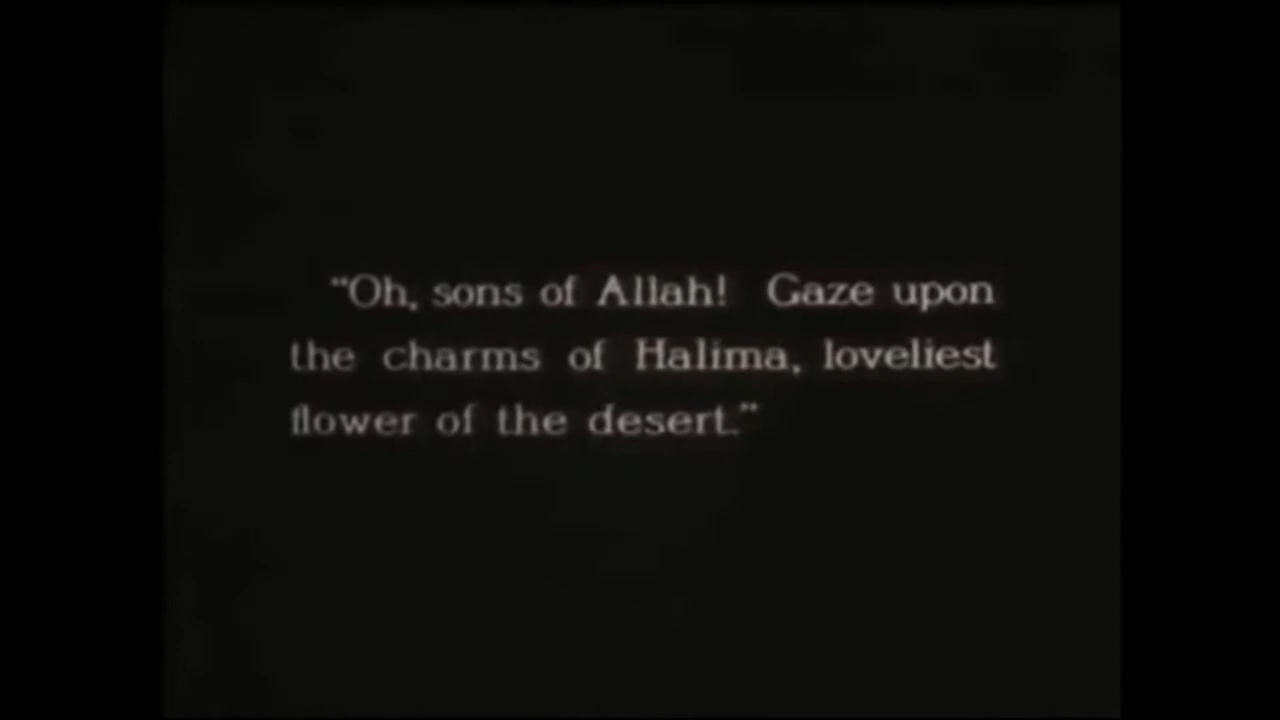 “Oh, sons of Allah! Gaze upon
the charms of Halima, loveliest
flower of the desert.”